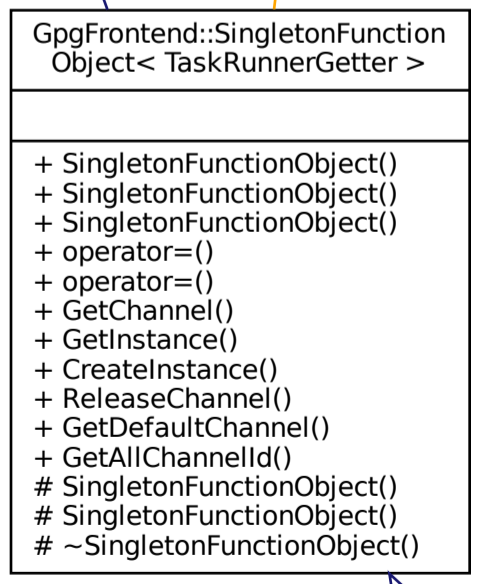 GpgFrontend::SingletonFunction
Object< TaskRunnerGetter >
+ SingletonFunctionObject()
+ SingletonFunctionObject()
+ SingletonFunctionObject()
+ operator=()
+ operator=()
+ GetChannel()
+ GetInstance()
+ CreateInstance()
+ ReleaseChannel()
+ GetDefaultChannel()
+ GetAllChannelId()
# SingletonFunctionObject()
# SingletonFunctionObject()
# ~SingletonFunctionObject()